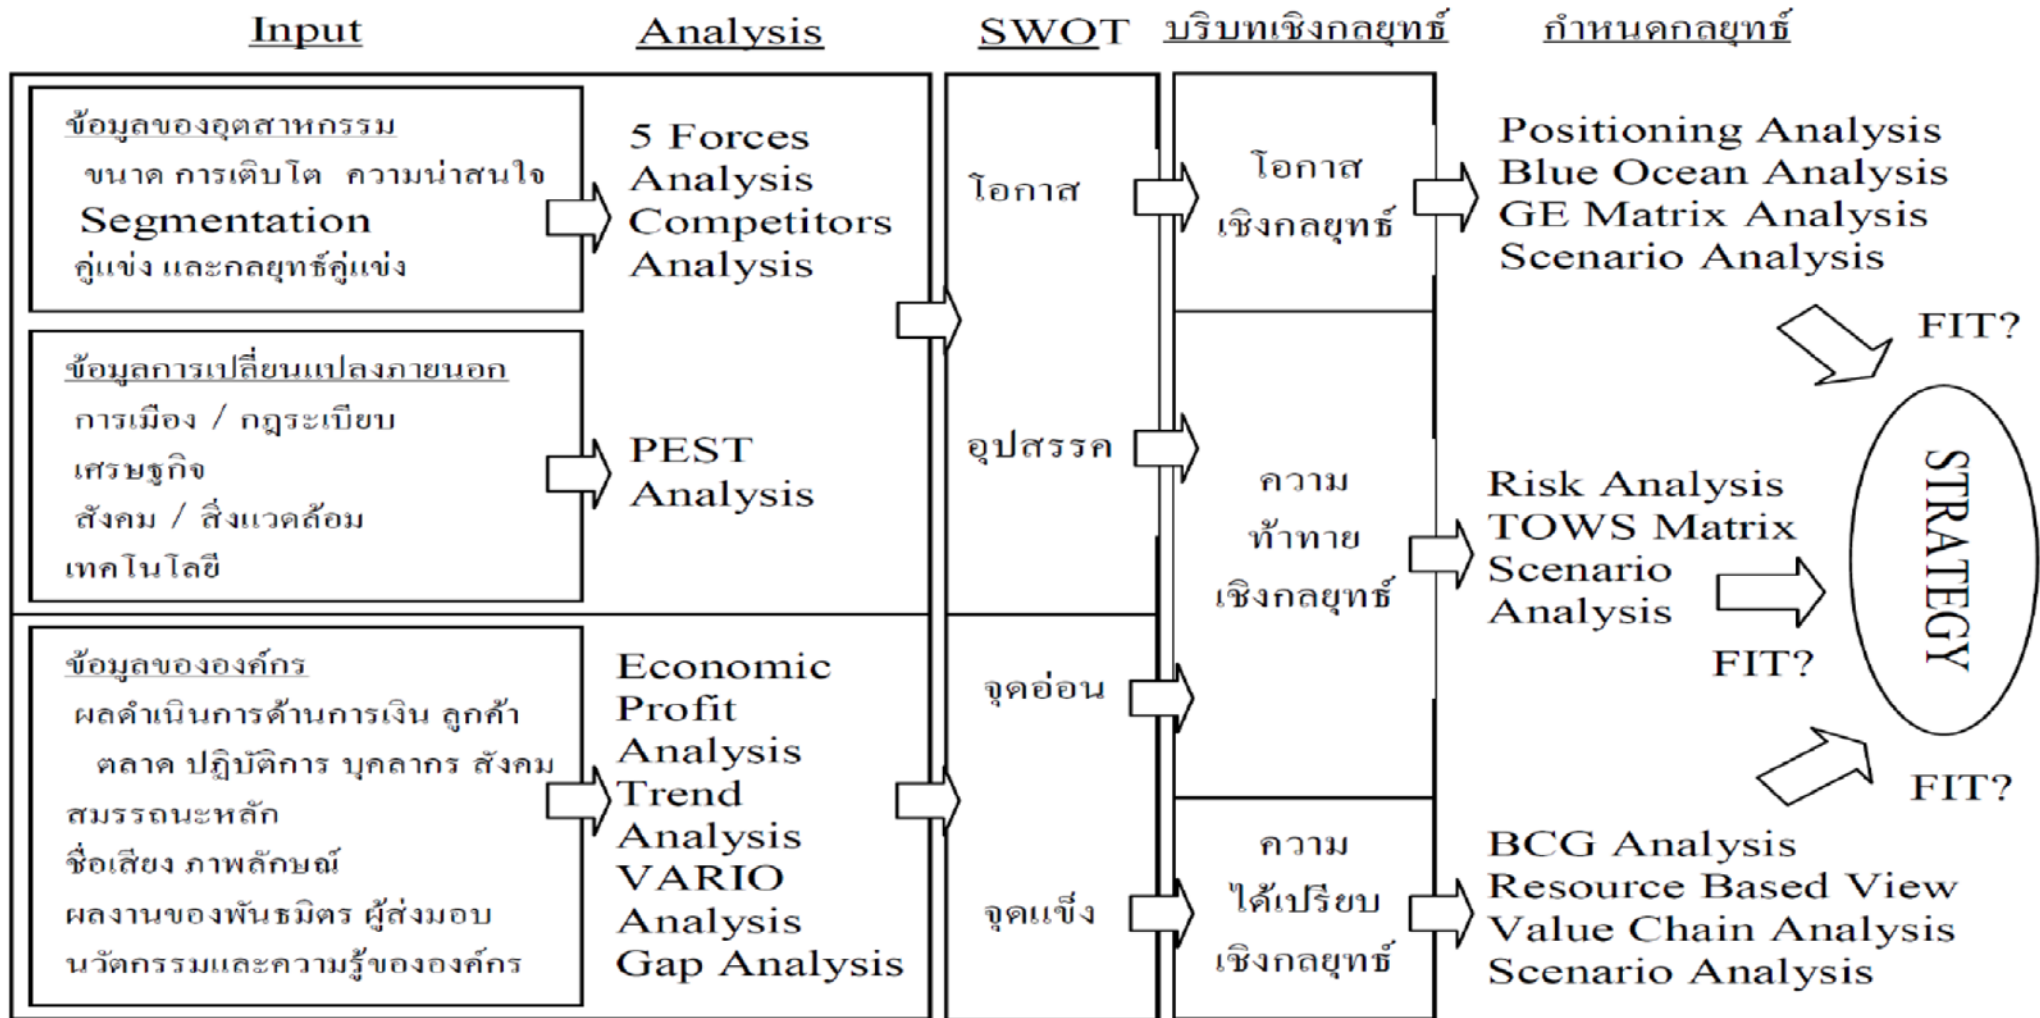 Input
Analysis
SWOT
บริบทเชิงกลยุทธ์
กำหนดกลยุทธ์
ข้อมูลของอุตสาหกรรม
ขนาด การเติบโต ความน่าสนใจ
Segmentation
คู่แข่ง และกลยุทธ์คู่แข่ง
5 Forces
Analysis
Competitors
Analysis
ข้อมูลการเปลี่ยนแปลงภายนอก
การเมือง / กฎระเบียบ
เศรษฐกิจ
สังคม / สิ่งแวดล้อม
เทคโนโลยี
PEST
Analysis
ข้อมูลขององค์กร
ผลดำเนินการด้านการเงิน ลูกค้า
ตลาด ปฏิบัติการ บุคลากร สังคม
สมรรถนะหลัก
ชื่อเสียง ภาพลักษณ์
ผลงานของพันธมิตร ผู้ส่งมอบ
นวัตกรรมและความรู้ขององค์กร
Economic
Profit
Analysis
Trend
Analysis
VARIO
Analysis
Gap Analysis
โอกาส
อุปสรรค
จุดอ่อน
จุดแข็ง
โอกาส
เชิงกลยุทธ์
ความ
ท้าทาย
เชิงกลยุทธ์
ความ
ได้เปรียบ
เชิงกลยุทธ์
Positioning Analysis
Blue Ocean Analysis
GE Matrix Analysis
Scenario Analysis
FIT?
Risk Analysis
TOWS Matrix
Scenario
Analysis
FIT?
STRATEGY
FIT?
BCG Analysis
Resource Based View
Value Chain Analysis
Scenario Analysis